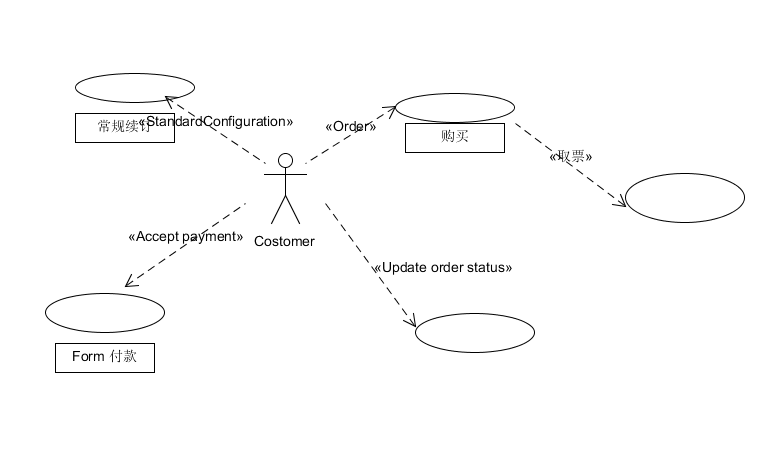 «StandardConfiguration»
常规续订
«Order»
购买
«取票»
Costomer
«Accept payment»
«Update order status»
Form 付款